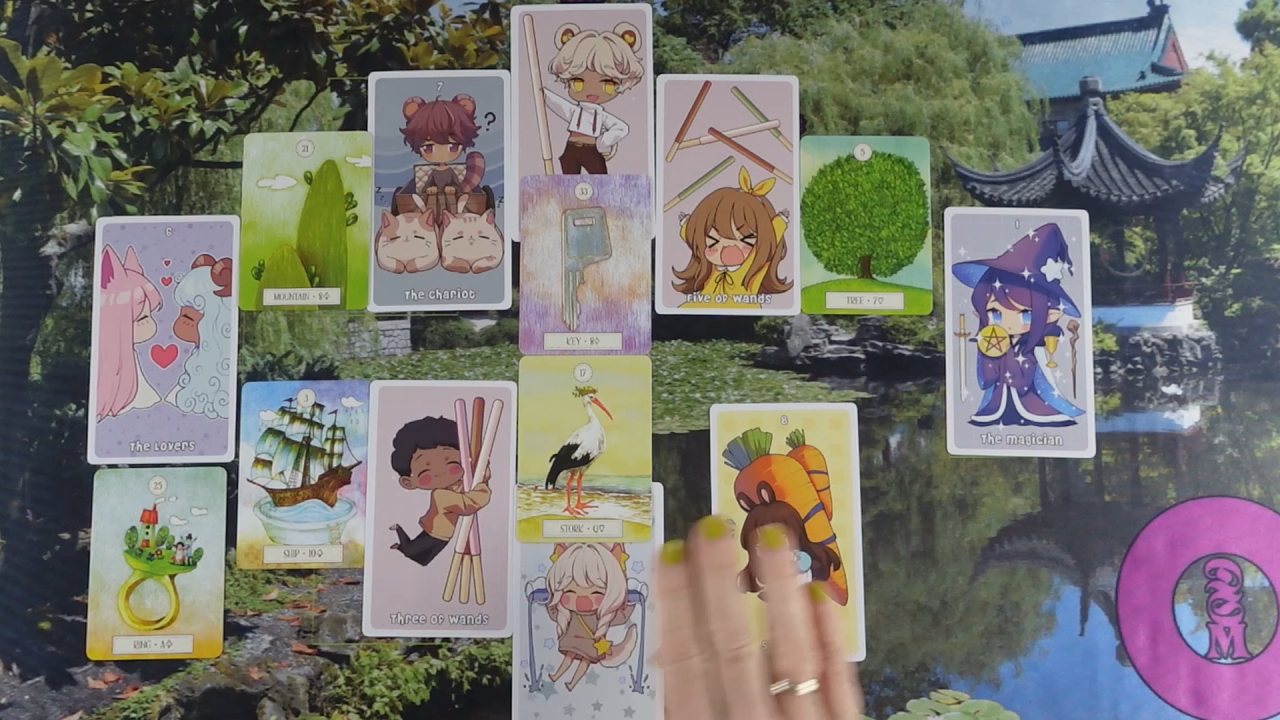 7
?
z
z
21
MOUNTAIN - 8♧
The Chariot
33
KEY - 8♢
Five of Wands
5
TREE - 7♡
1
The Magician
6
The Lovers
3
SHIP - 10♤
Three of Wands
17
STORK - Q♡
6
25
RING - A♧